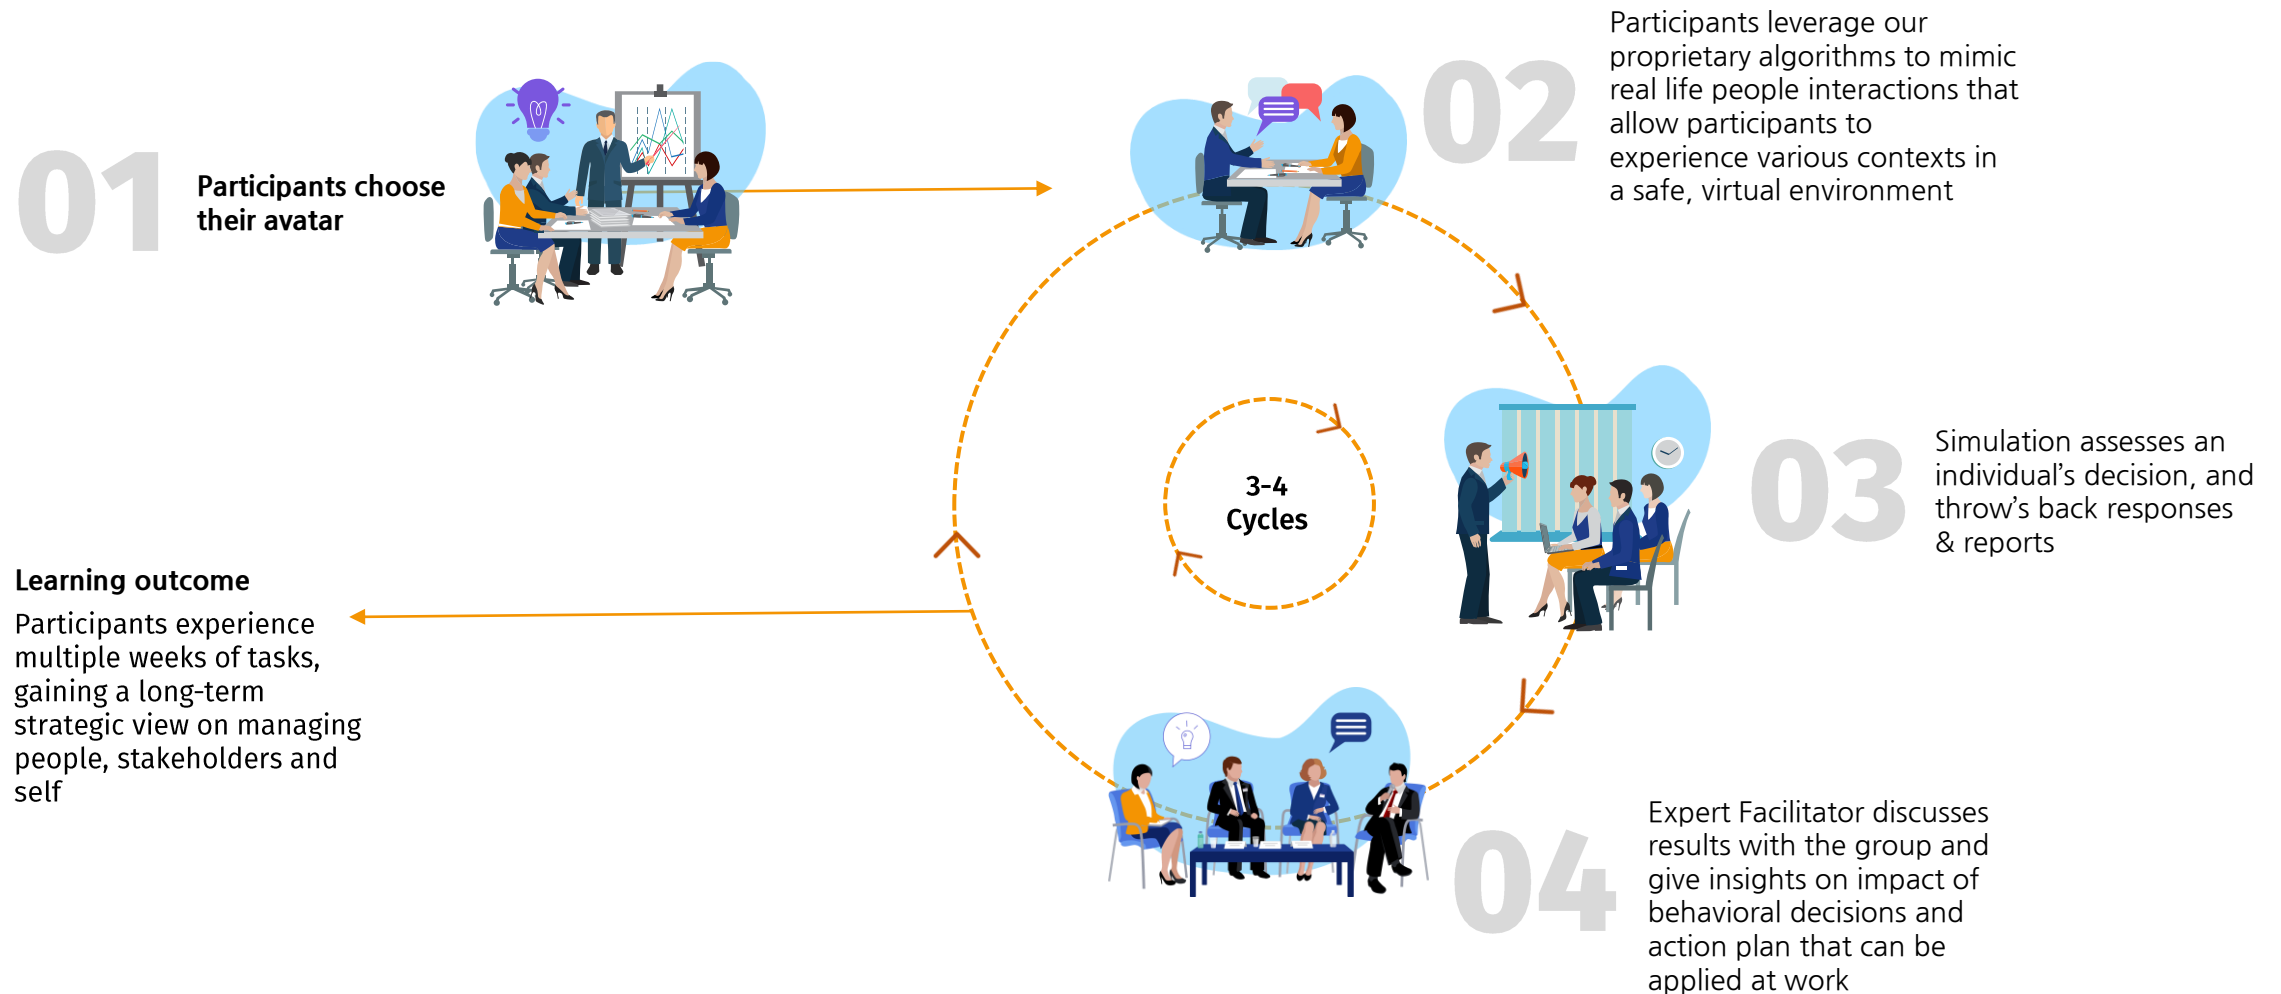 01
Participants choose
their avatar
02
Participants leverage our
proprietary algorithms to mimic
real life people interactions that
allow participants to
experience various contexts in
a safe, virtual environment
03
Simulation assesses an
individual’s decision, and
throw’s back responses
& reports
04
Expert Facilitator discusses
results with the group and
give insights on impact of
behavioral decisions and
action plan that can be
applied at work
3-4
Cycles
Learning outcome
Participants experience
multiple weeks of tasks,
gaining a long-term
strategic view on managing
people, stakeholders and
self